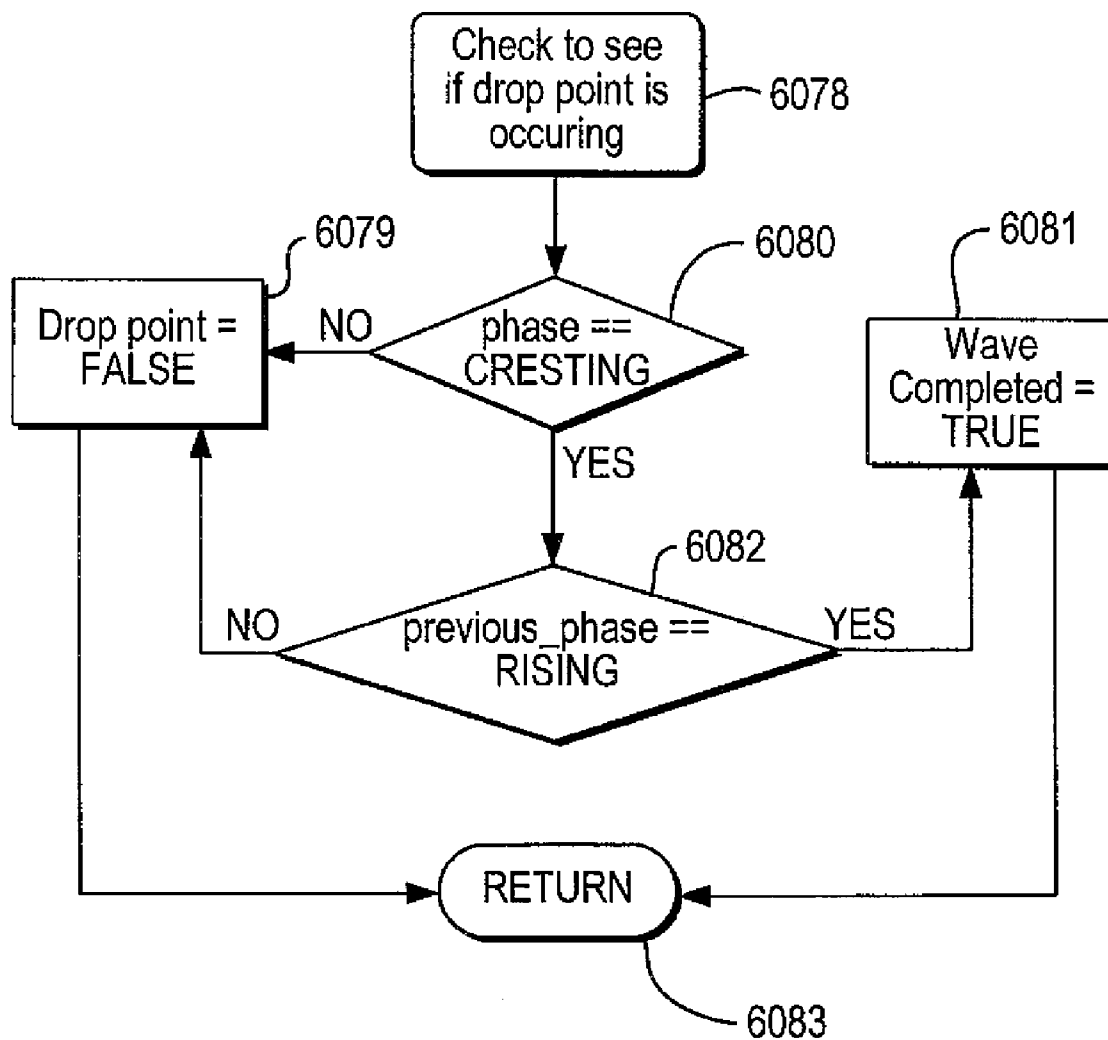 Check to see
if drop point is
occuring
6078
6079
6080
6081
Drop point =
FALSE
NO
phase ==
CRESTING
Wave
Completed =
TRUE
YES
6082
NO
previous_phase ==
RISING
YES
RETURN
6083